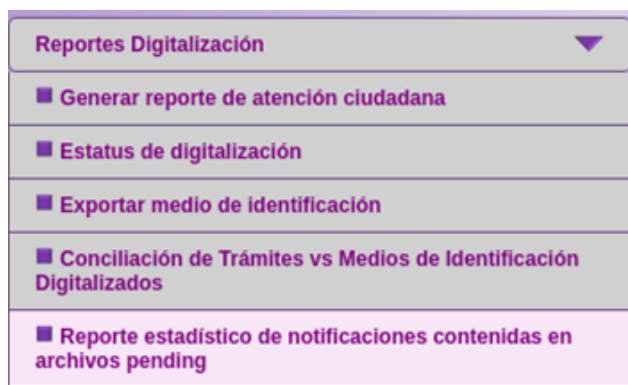 Reportes Digitalización
Generar reporte de atención ciudadana
Estatus de digitalización
Exportar medio de identificación
Conciliación de Trámites vs Medios de Identificación
Digitalizados
Reporte estadístico de notificaciones contenidas en
archivos pending